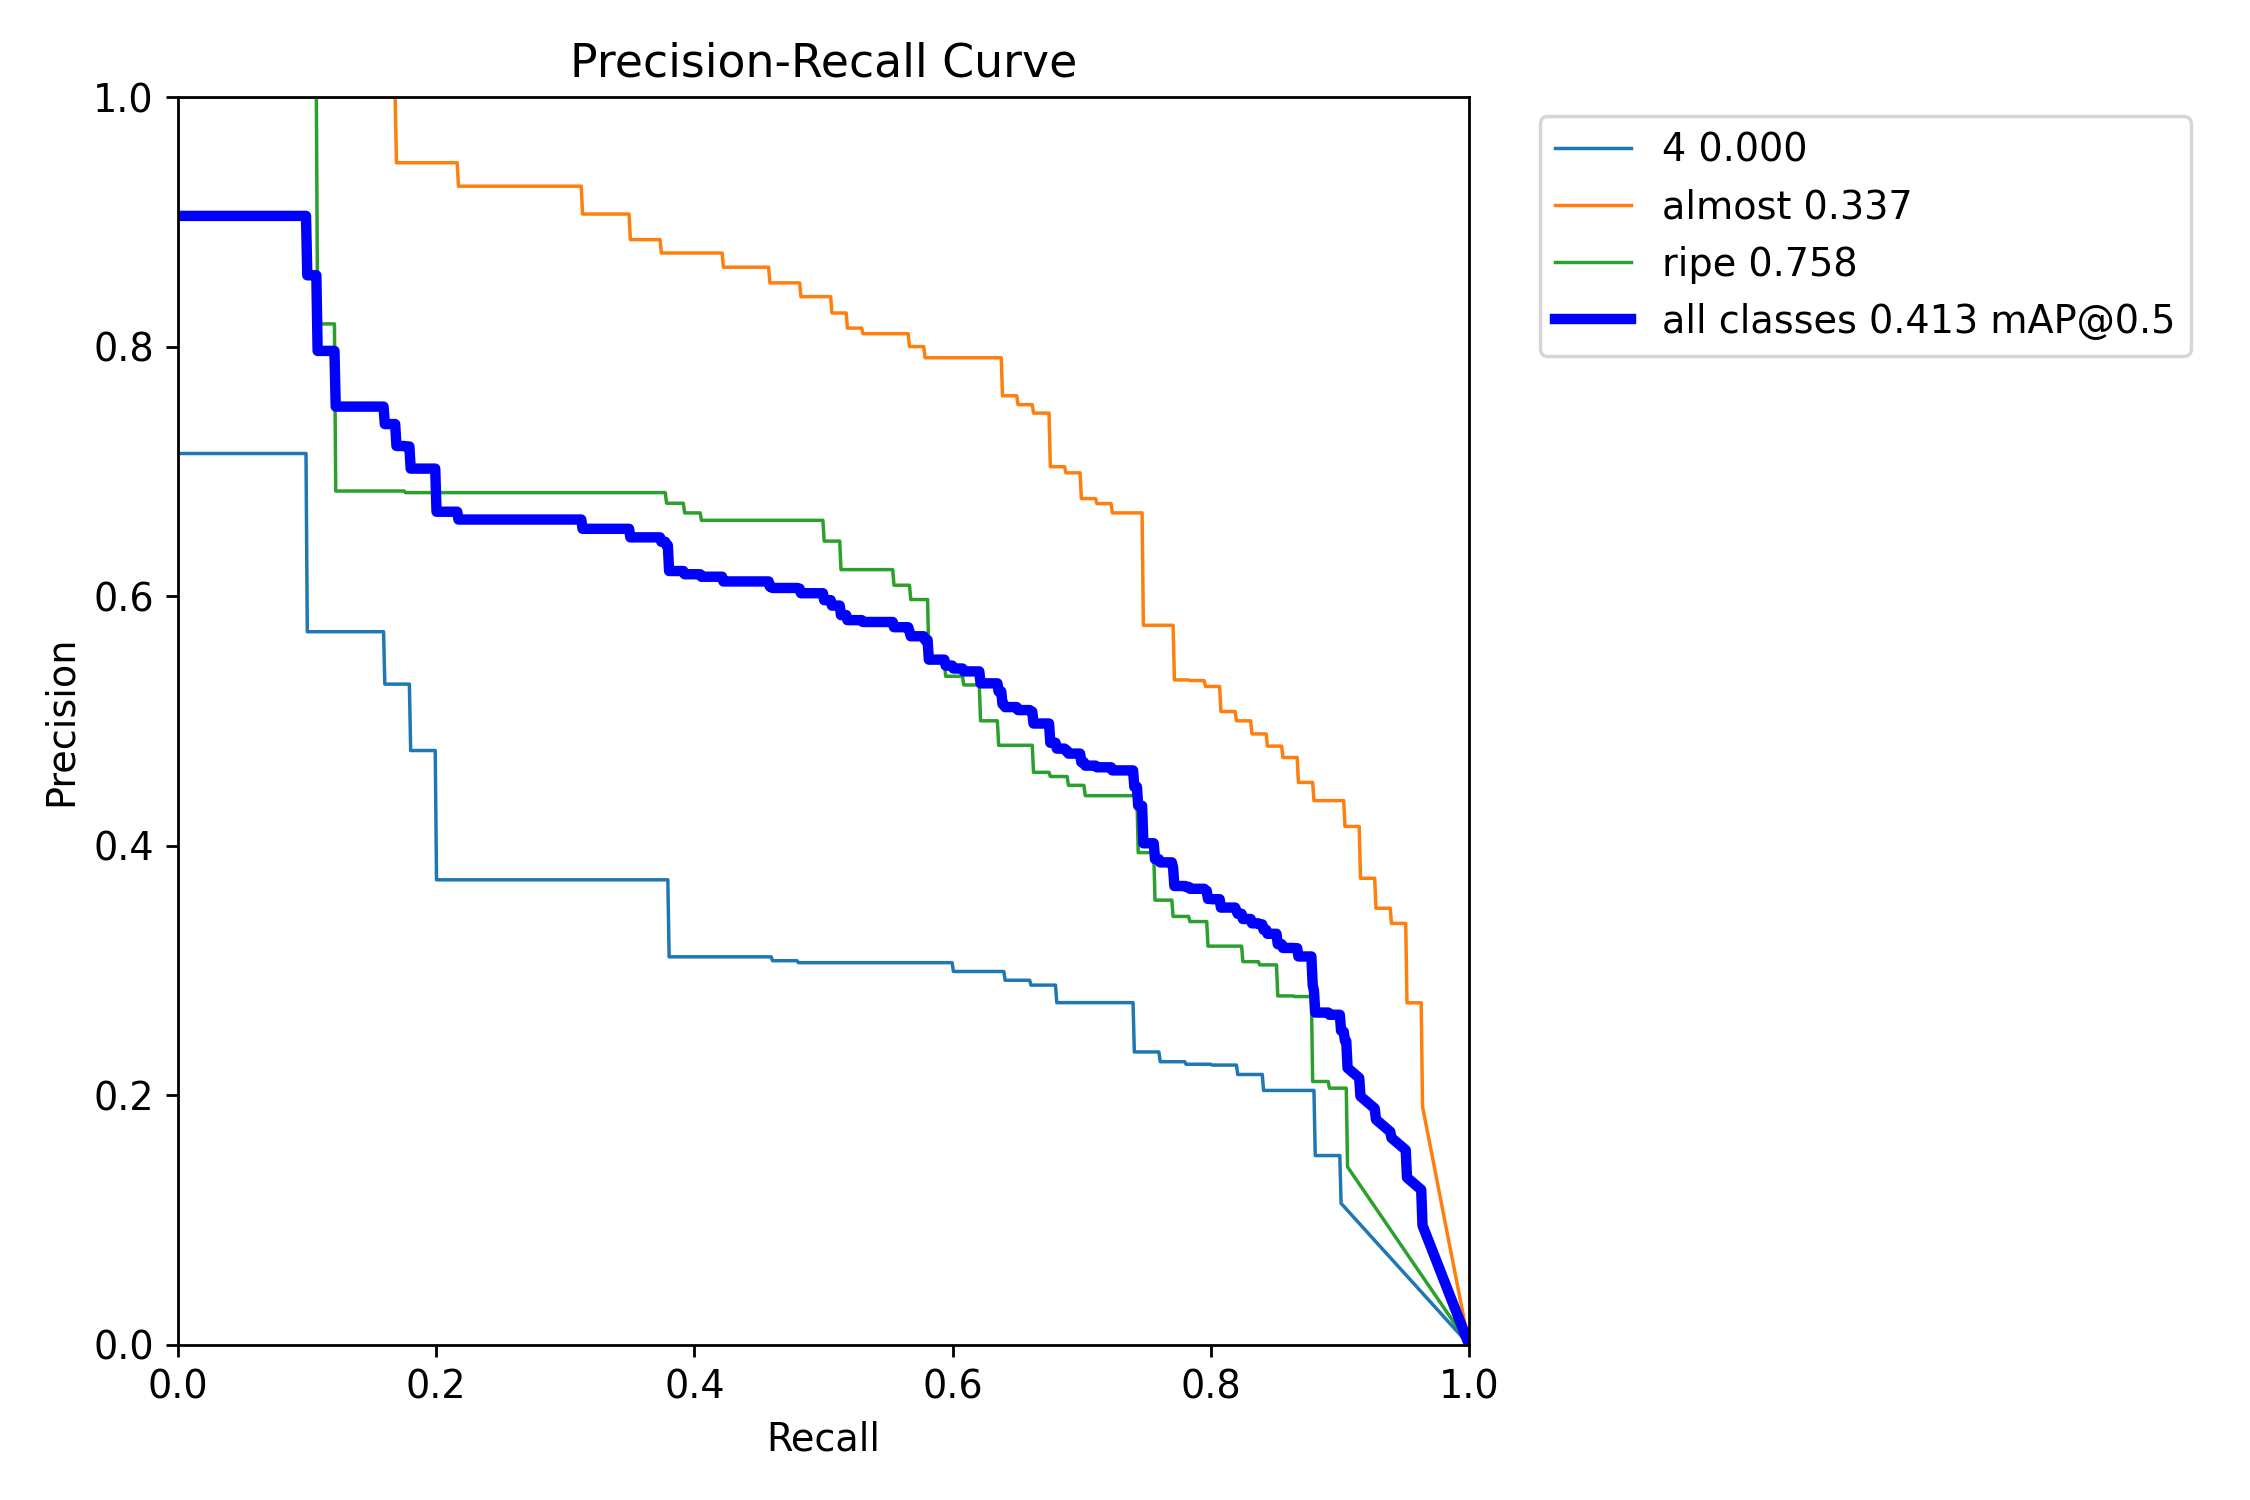 Precision-Recall Curve
4 0.000
almost 0.337
ripe 0.758
all classes 0.413 mAP@0.5
Precision
1.0
0.8
0.6
0.4
0.2
0.0
0.0 0.2 0.4 0.6 0.8 1.0
Recall